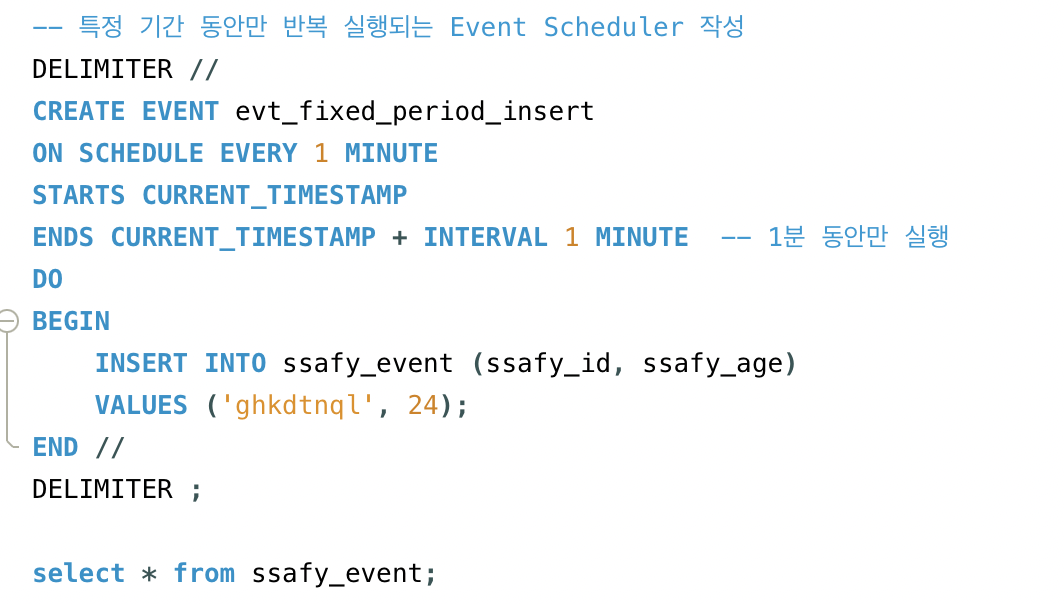 -- 특정 기간 동안만 반복 실행되는 Event Scheduler 작성
DELIMITER //
CREATE EVENT evt_fixed_period_insert
ON SCHEDULE EVERY 1 MINUTE
STARTS CURRENT_TIMESTAMP
ENDS CURRENT_TIMESTAMP + INTERVAL 1 MINUTE  -- 1분 동안만 실행
DO
BEGIN
    INSERT INTO ssafy_event (ssafy_id, ssafy_age)
    VALUES ('ghkdtnql', 24);
END //
DELIMITER ;

select * from ssafy_event;